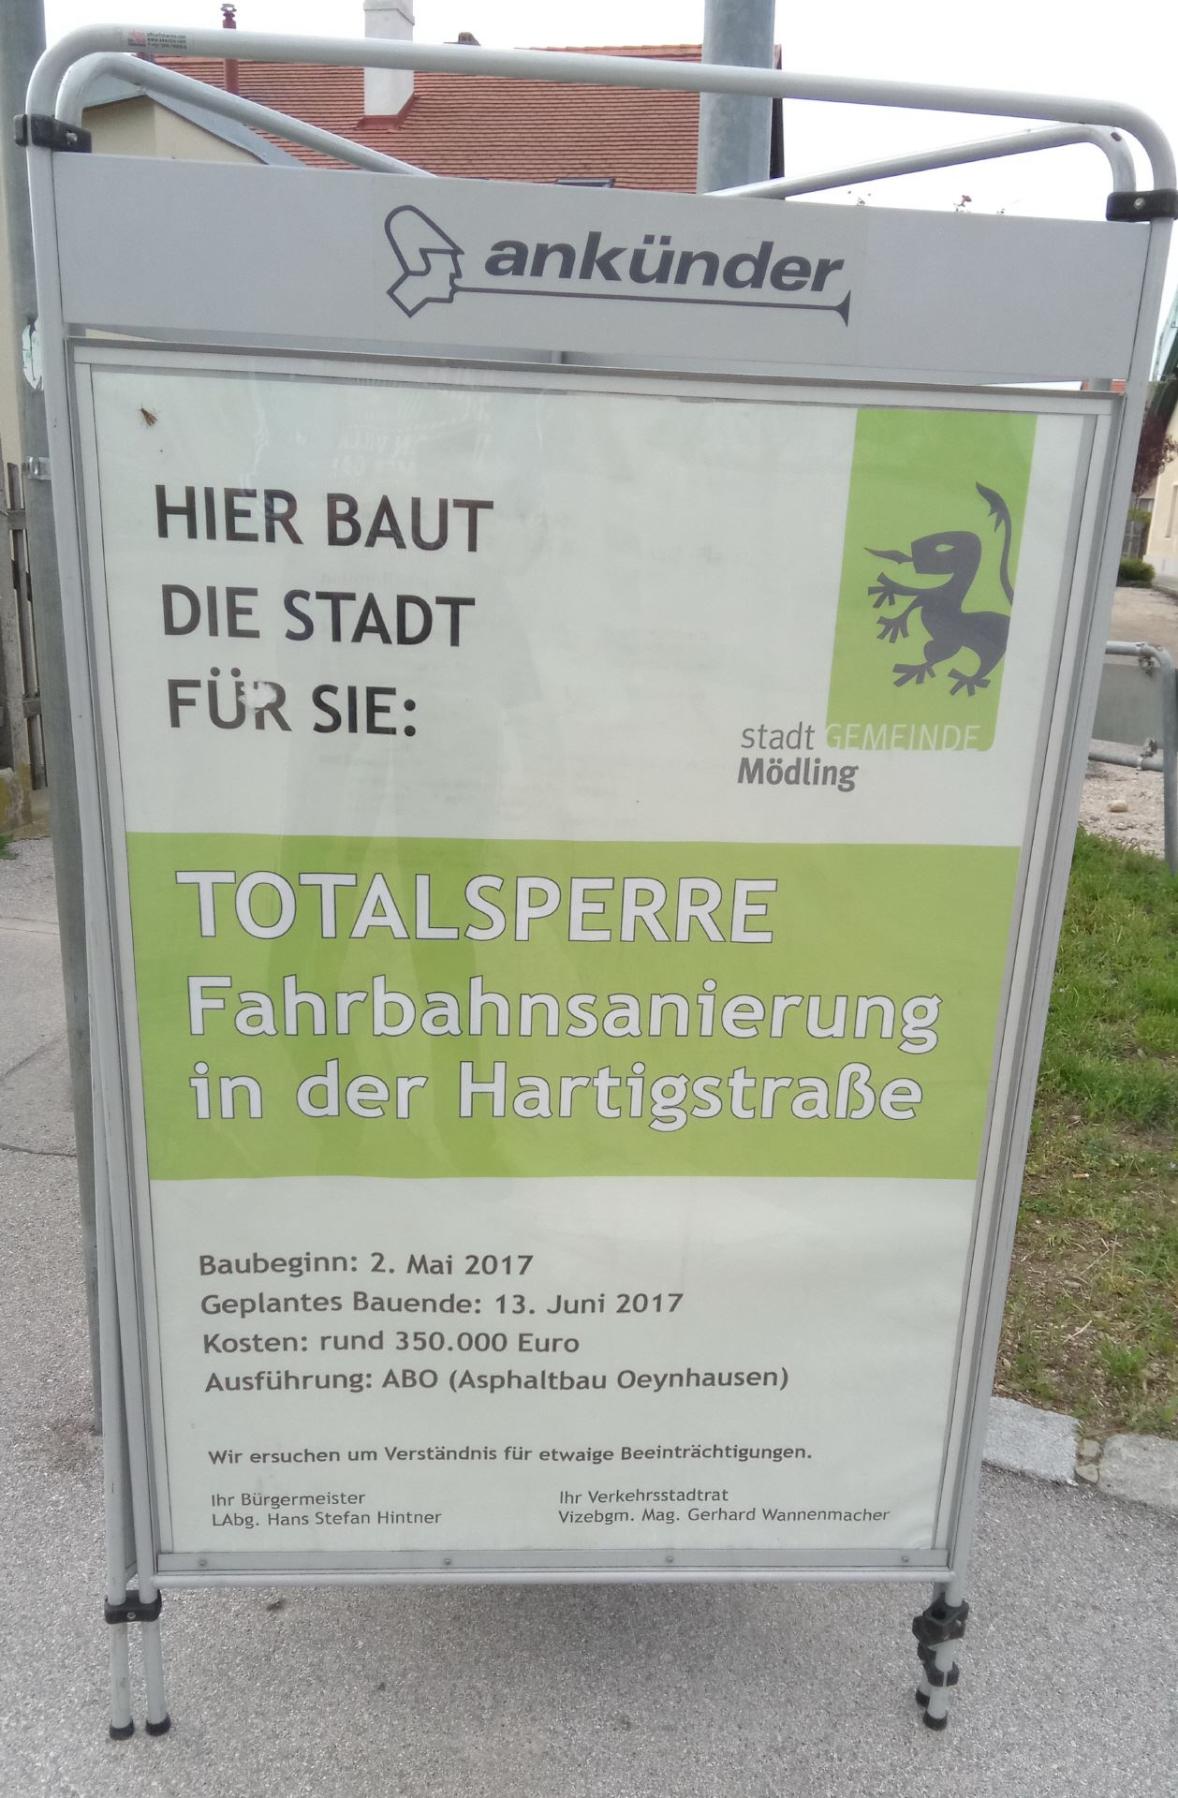 ankünder
HIER BAUT
DIE STADT
FÜR SIE:
stadt GEMEINDE
Mödling
TOTALSPERRE
Fahrbahnsanierung
in der Hartigstraße
Baubeginn: 2. Mai 2017
Geplantes Bauende: 13. Juni 2017
Kosten: rund 350.000 Euro
Ausführung: ABO (Asphaltbau Oeynhausen)
Wir ersuchen um Verständnis für etwaige Beeinträchtigungen.
Ihr Bürgermeister
LAbg. Hans Stefan Hintner
Ihr Verkehrsstadtrat
Vizebgm. Mag. Gerhard Wannenmacher